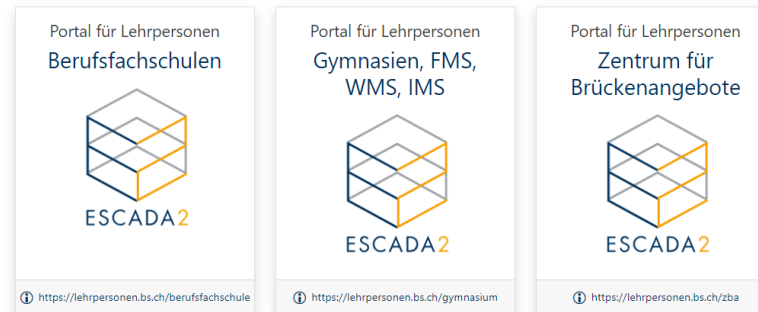 Portal für Lehrpersonen
Berufsfachschulen
ESCADA2
https://lehrpersonen.bs.ch/berufsfachschule
Portal für Lehrpersonen
Gymnasien, FMS,
WMS, IMS
ESCADA2
https://lehrpersonen.bs.ch/gymnasium
Portal für Lehrpersonen
Zentrum für
Brückenangebote
ESCADA2
https://lehrpersonen.bs.ch/zba